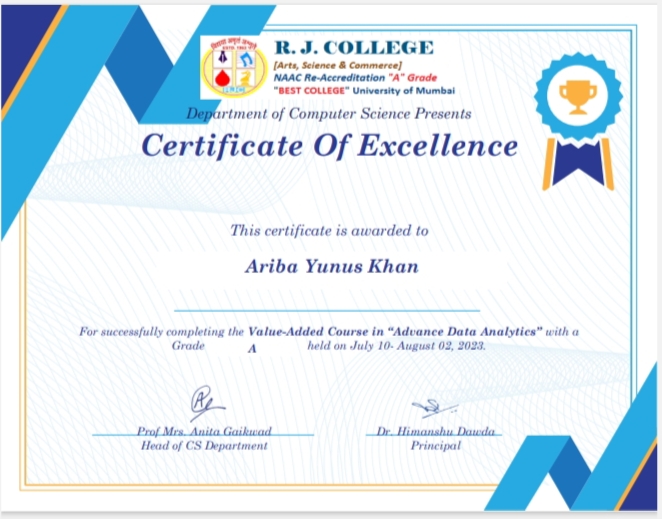 R. J. COLLEGE
[Arts, Science & Commerce]
NAAC Re-Accreditation "A" Grade
"BEST COLLEGE" University of Mumbai
Department of Computer Science Presents
Certificate Of Excellence
This certificate is awarded to
Ariba Yunus Khan
For successfully completing the Value-Added Course in “Advance Data Analytics” with a
Grade A held on July 10- August 02, 2023.
Prof Mrs. Anita Gaikwad
Head of CS Department
Dr. Himanshu Dawda
Principal